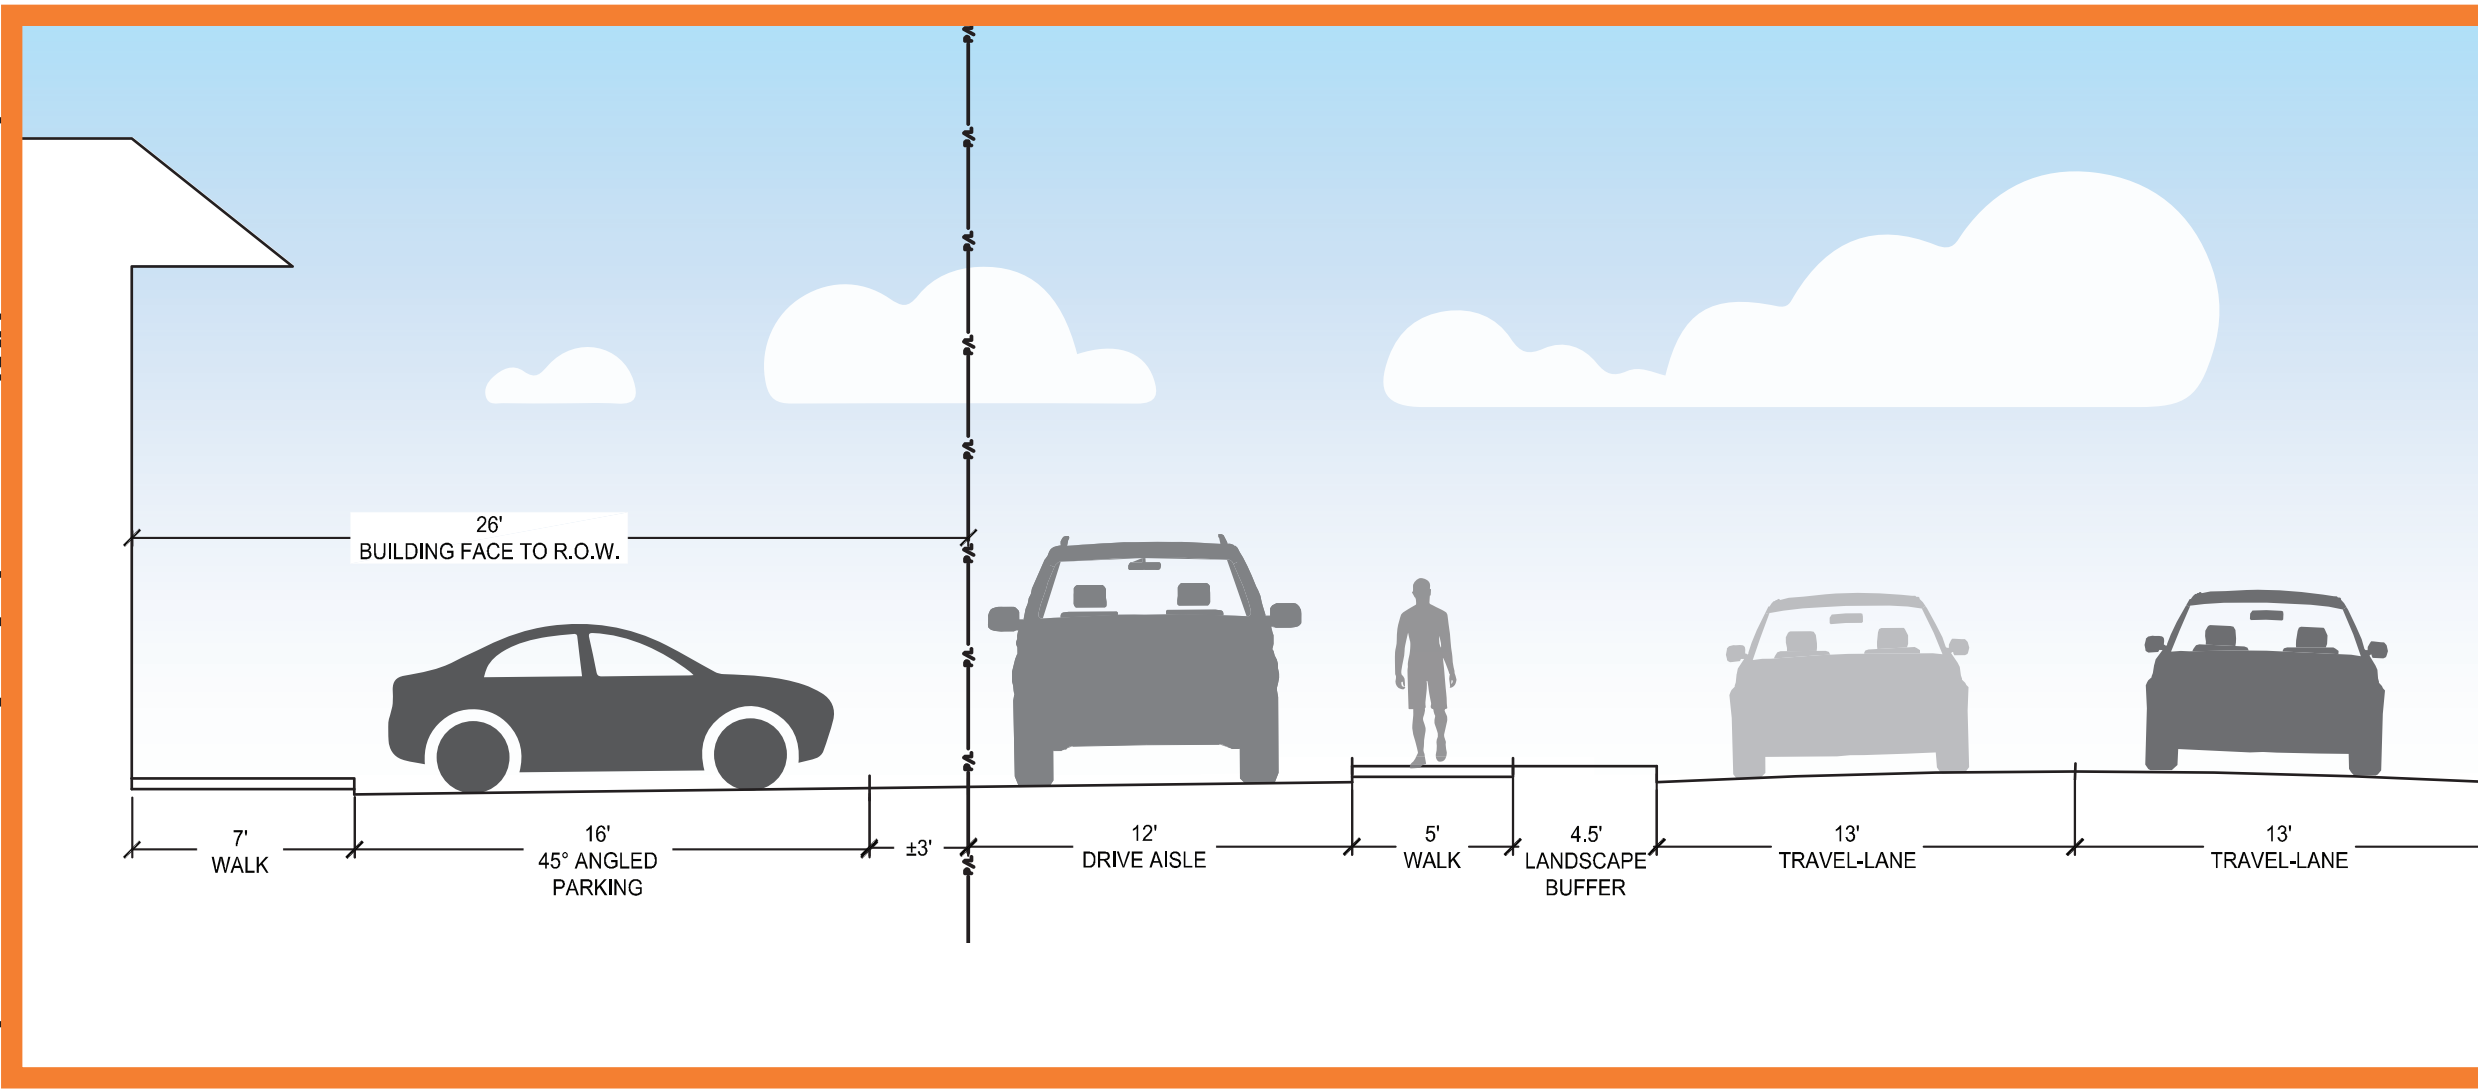 26'
BUILDING FACE TO R.O.W.
7'
WALK
16'
45° ANGLED
PARKING
±3'
12'
DRIVE AISLE
5'
WALK
4.5'
LANDSCAPE
BUFFER
13'
TRAVEL-LANE
13'
TRAVEL-LANE